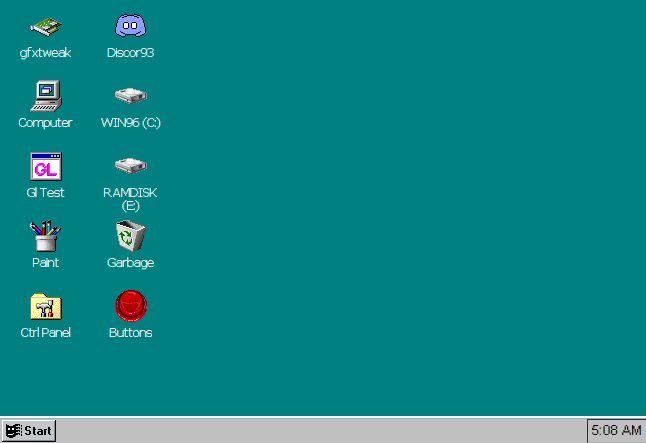 gfxtweak
Discor93
Computer
WIN96 (C:)
GL
Gl Test
RAMDISK
(E:)
Paint
Garbage
Ctrl Panel
Buttons
Start
5:08 AM